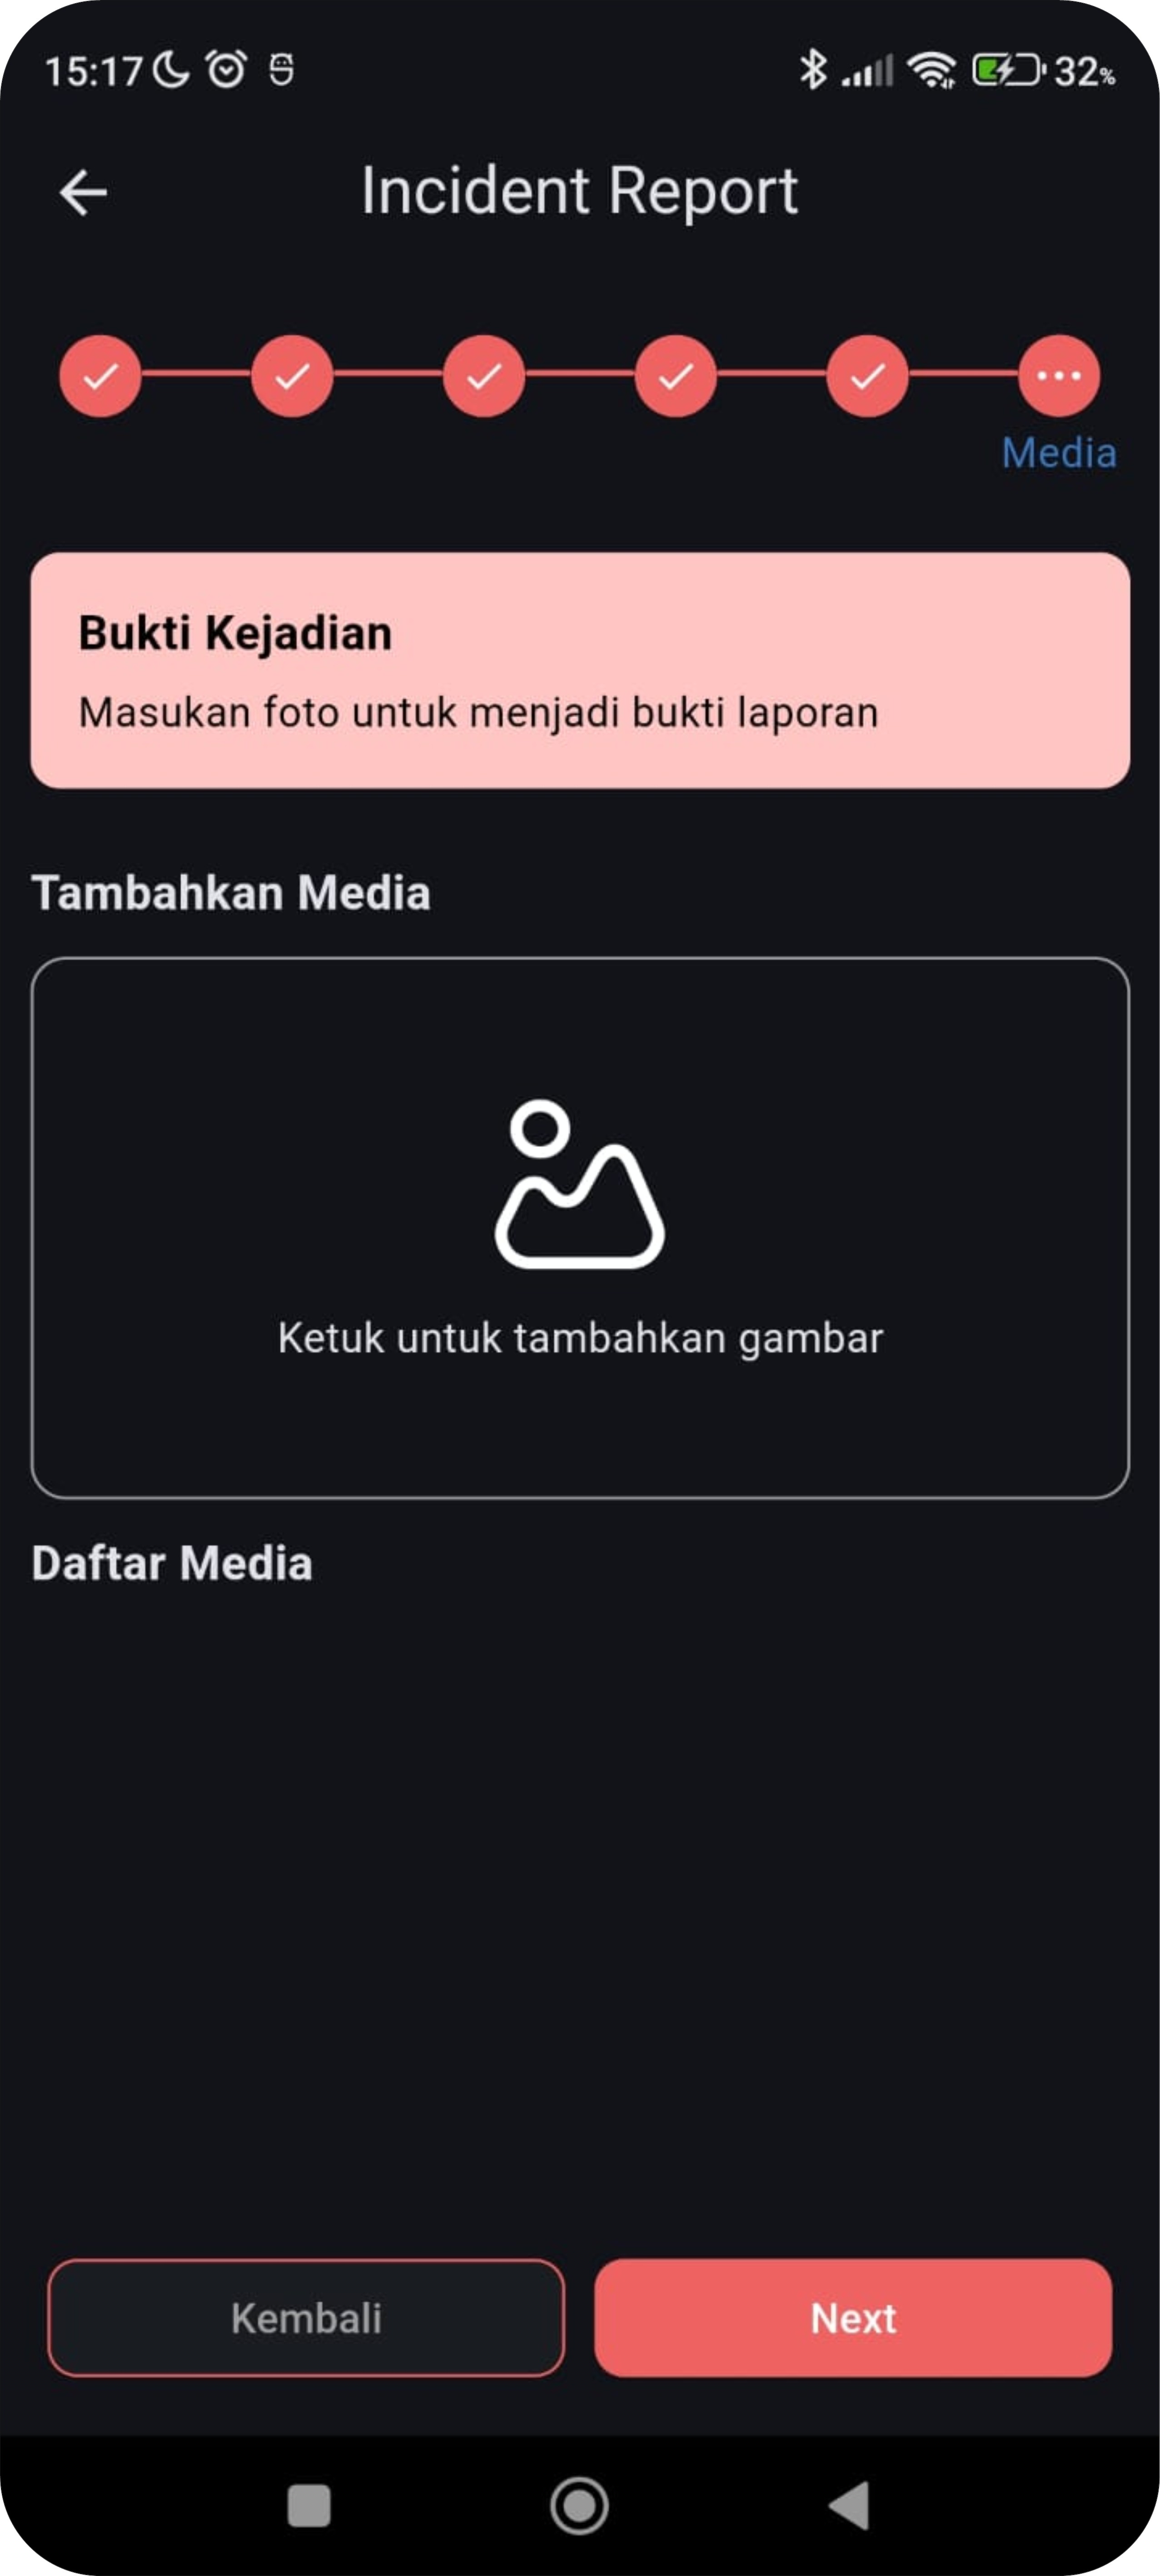 15:17 32%
Incident Report
Media
Bukti Kejadian
Masukan foto untuk menjadi bukti laporan
Tambahkan Media
Ketuk untuk tambahkan gambar
Daftar Media
Kembali Next